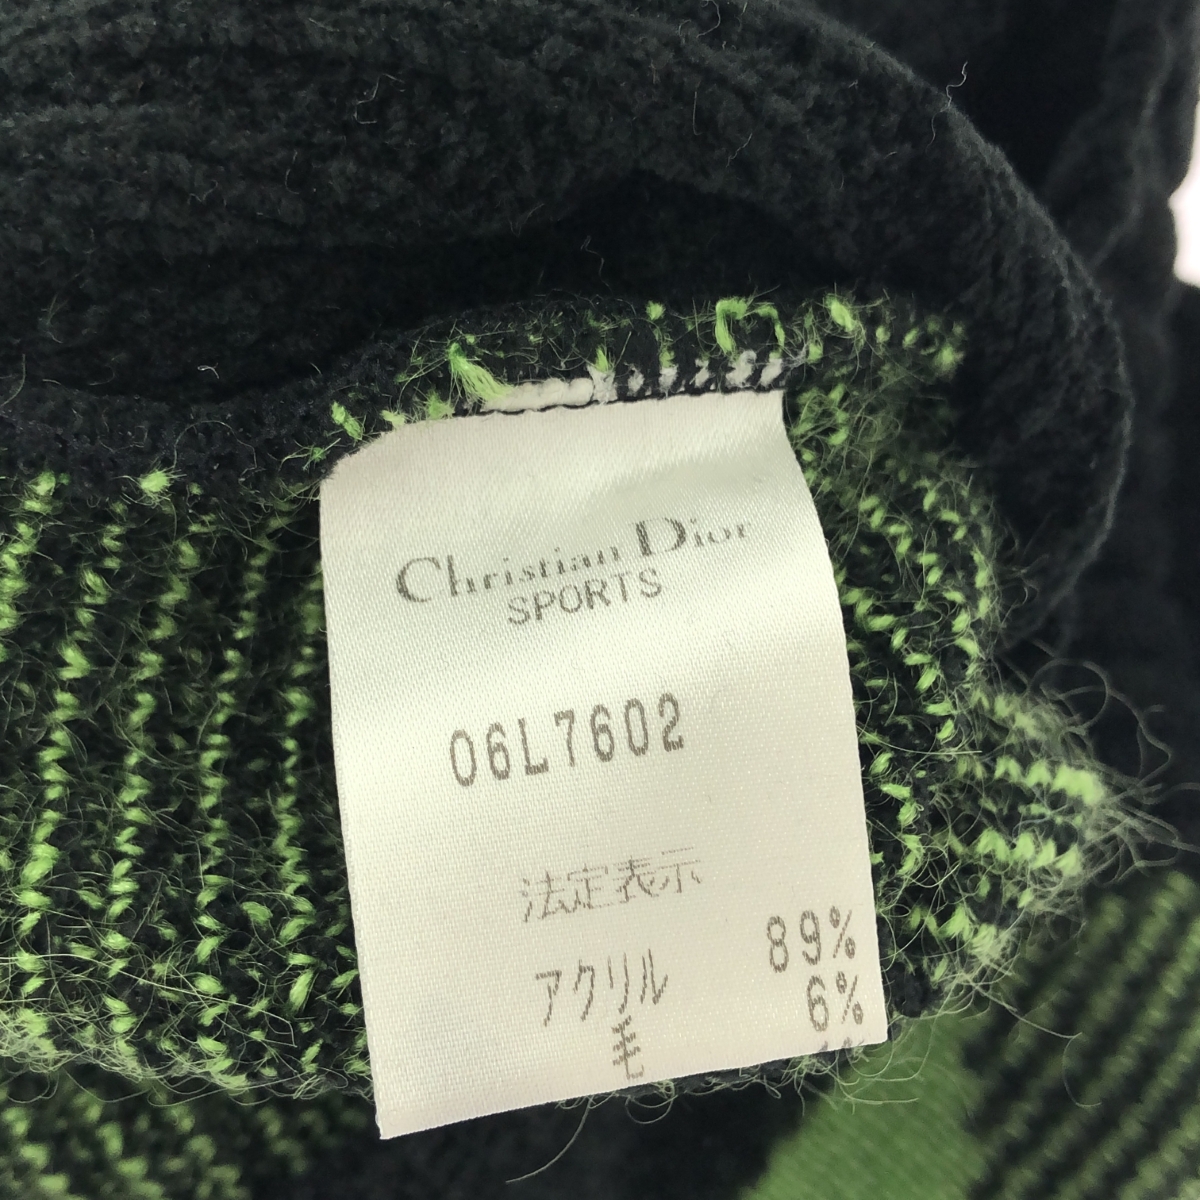 Christian Dior
SPORTS
06L7602
法定表示
アクリル 89%
毛 6%